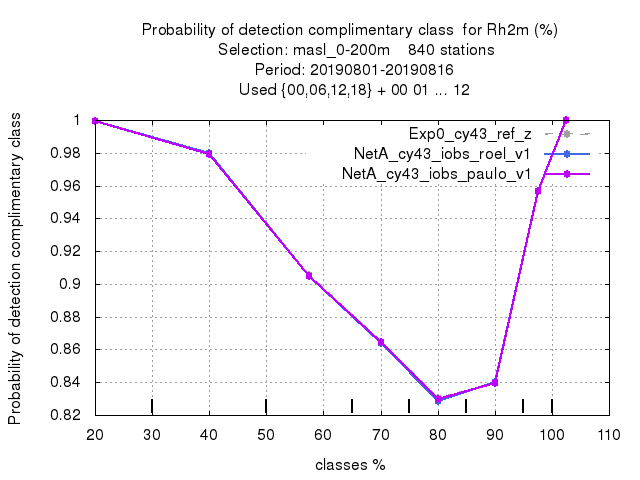 Probability of detection complimentary class  for Rh2m (%)
Selection: masl_0-200m    840 stations
Period: 20190801-20190816
Used {00,06,12,18} + 00 01 ... 12
Probability of detection complimentary class
1
0.98
0.96
0.94
0.92
0.9
0.88
0.86
0.84
0.82
Exp0_cy43_ref_z
NetA_cy43_iobs_roel_v1
NetA_cy43_iobs_paulo_v1
20 30 40 50 60 70 80 90 100 110
classes %